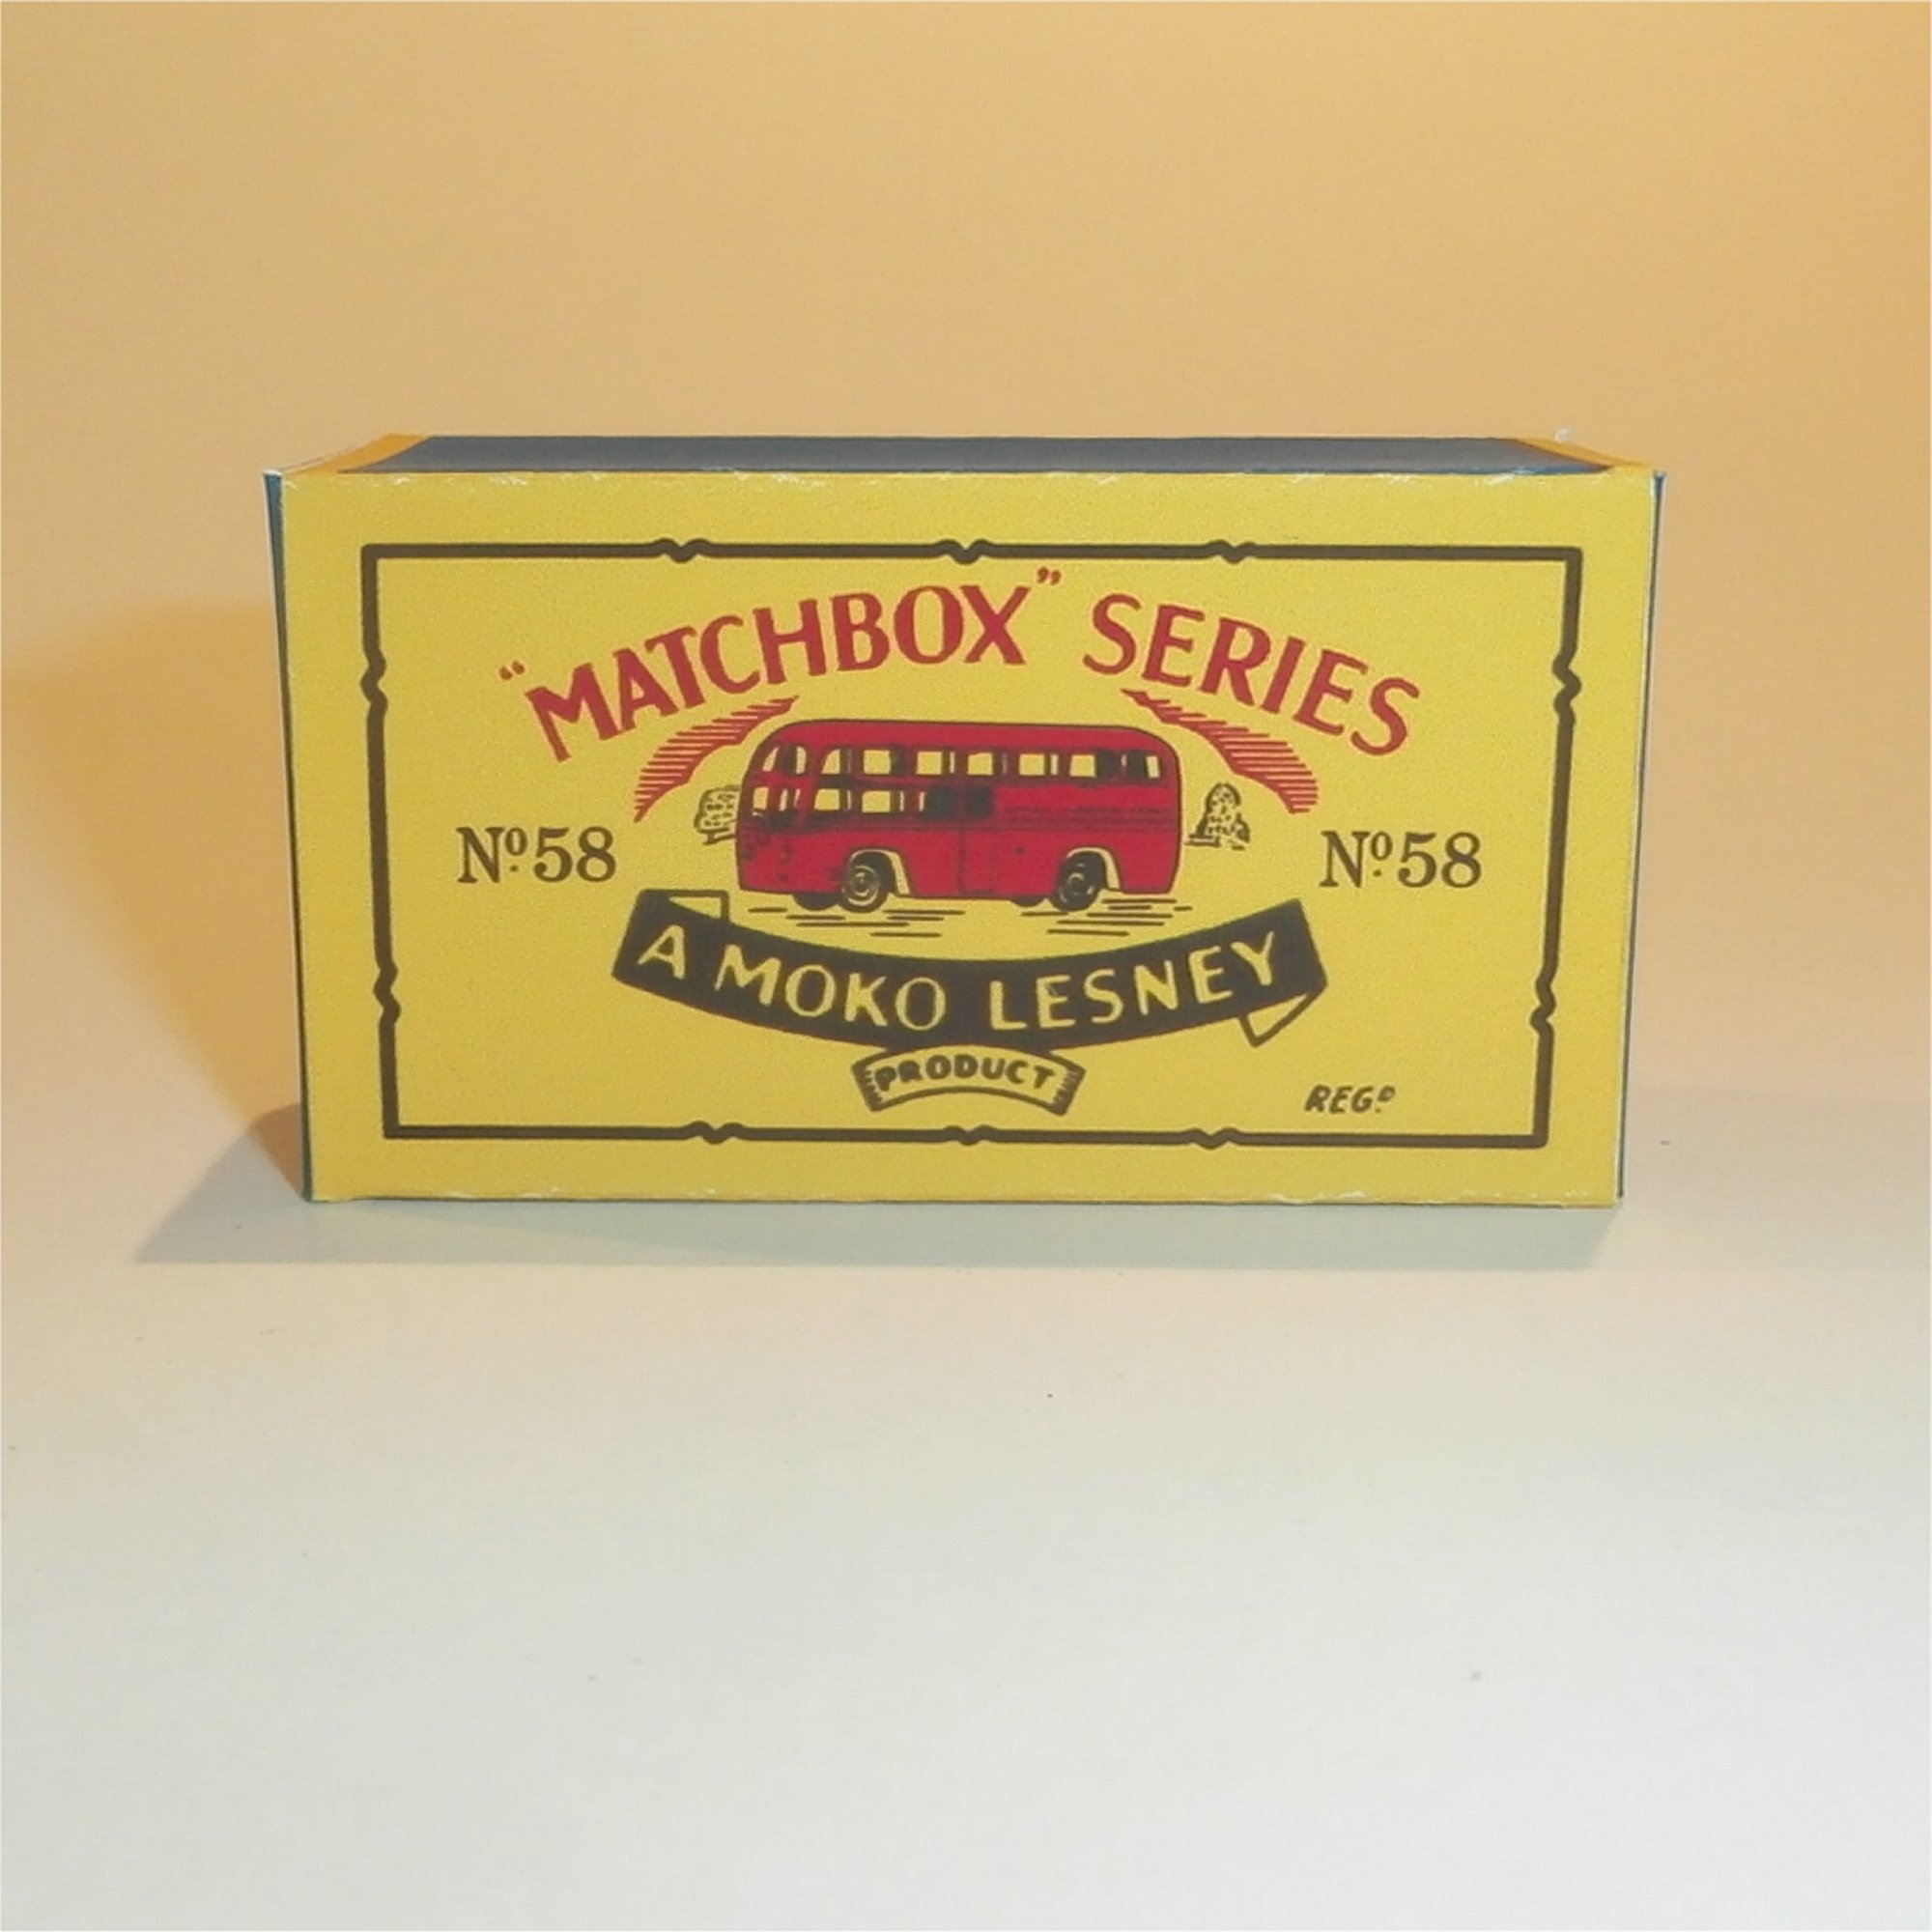 "MATCHBOX" SERIES
Nº58 Nº58
A MOKO LESNEY
PRODUCT
REGD